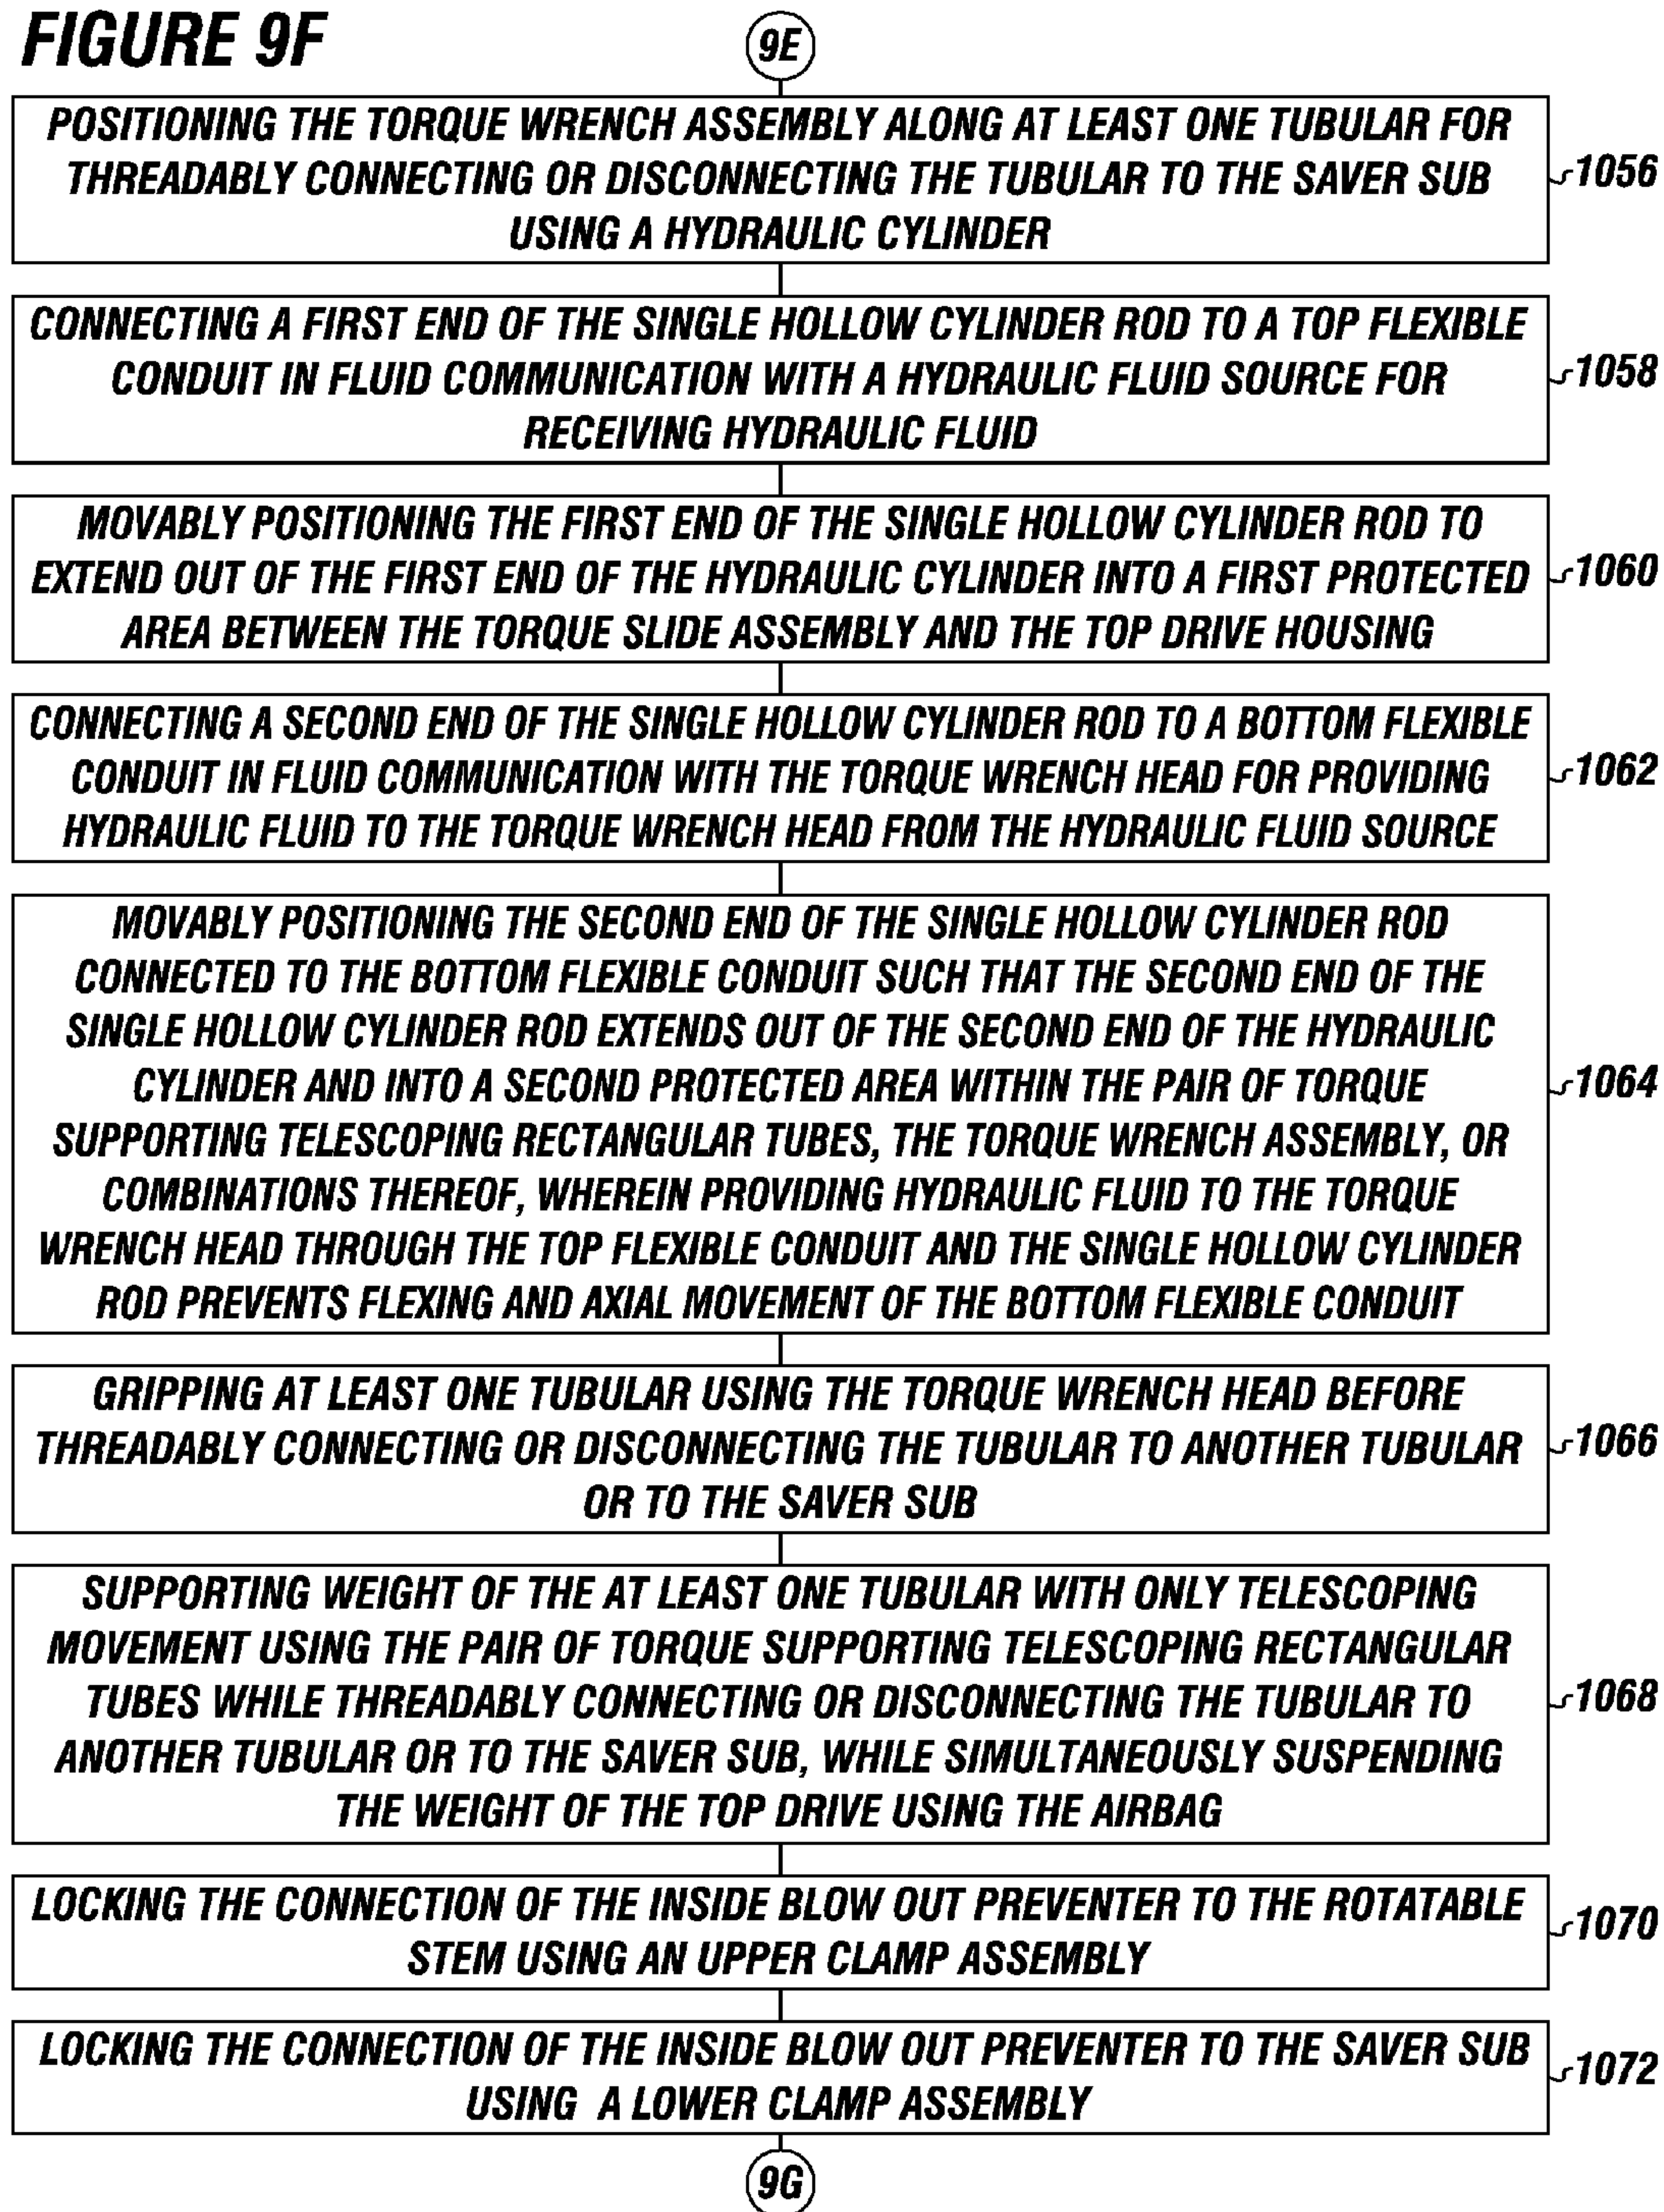 FIGURE 9F
9E
POSITIONING THE TORQUE WRENCH ASSEMBLY ALONG AT LEAST ONE TUBULAR FOR
THREADABLY CONNECTING OR DISCONNECTING THE TUBULAR TO THE SAVER SUB
USING A HYDRAULIC CYLINDER
1056
CONNECTING A FIRST END OF THE SINGLE HOLLOW CYLINDER ROD TO A TOP FLEXIBLE
CONDUIT IN FLUID COMMUNICATION WITH A HYDRAULIC FLUID SOURCE FOR
RECEIVING HYDRAULIC FLUID
1058
MOVABLY POSITIONING THE FIRST END OF THE SINGLE HOLLOW CYLINDER ROD TO
EXTEND OUT OF THE FIRST END OF THE HYDRAULIC CYLINDER INTO A FIRST PROTECTED
AREA BETWEEN THE TORQUE SLIDE ASSEMBLY AND THE TOP DRIVE HOUSING
1060
CONNECTING A SECOND END OF THE SINGLE HOLLOW CYLINDER ROD TO A BOTTOM FLEXIBLE
CONDUIT IN FLUID COMMUNICATION WITH THE TORQUE WRENCH HEAD FOR PROVIDING
HYDRAULIC FLUID TO THE TORQUE WRENCH HEAD FROM THE HYDRAULIC FLUID SOURCE
1062
MOVABLY POSITIONING THE SECOND END OF THE SINGLE HOLLOW CYLINDER ROD
CONNECTED TO THE BOTTOM FLEXIBLE CONDUIT SUCH THAT THE SECOND END OF THE
SINGLE HOLLOW CYLINDER ROD EXTENDS OUT OF THE SECOND END OF THE HYDRAULIC
CYLINDER AND INTO A SECOND PROTECTED AREA WITHIN THE PAIR OF TORQUE
SUPPORTING TELESCOPING RECTANGULAR TUBES, THE TORQUE WRENCH ASSEMBLY, OR
COMBINATIONS THEREOF, WHEREIN PROVIDING HYDRAULIC FLUID TO THE TORQUE
WRENCH HEAD THROUGH THE TOP FLEXIBLE CONDUIT AND THE SINGLE HOLLOW CYLINDER
ROD PREVENTS FLEXING AND AXIAL MOVEMENT OF THE BOTTOM FLEXIBLE CONDUIT
1064
GRIPPING AT LEAST ONE TUBULAR USING THE TORQUE WRENCH HEAD BEFORE
THREADABLY CONNECTING OR DISCONNECTING THE TUBULAR TO ANOTHER TUBULAR
OR TO THE SAVER SUB
1066
SUPPORTING WEIGHT OF THE AT LEAST ONE TUBULAR WITH ONLY TELESCOPING
MOVEMENT USING THE PAIR OF TORQUE SUPPORTING TELESCOPING RECTANGULAR
TUBES WHILE THREADABLY CONNECTING OR DISCONNECTING THE TUBULAR TO
ANOTHER TUBULAR OR TO THE SAVER SUB, WHILE SIMULTANEOUSLY SUSPENDING
THE WEIGHT OF THE TOP DRIVE USING THE AIRBAG
1068
LOCKING THE CONNECTION OF THE INSIDE BLOW OUT PREVENTER TO THE ROTATABLE
STEM USING AN UPPER CLAMP ASSEMBLY
1070
LOCKING THE CONNECTION OF THE INSIDE BLOW OUT PREVENTER TO THE SAVER SUB
USING A LOWER CLAMP ASSEMBLY
1072
9G